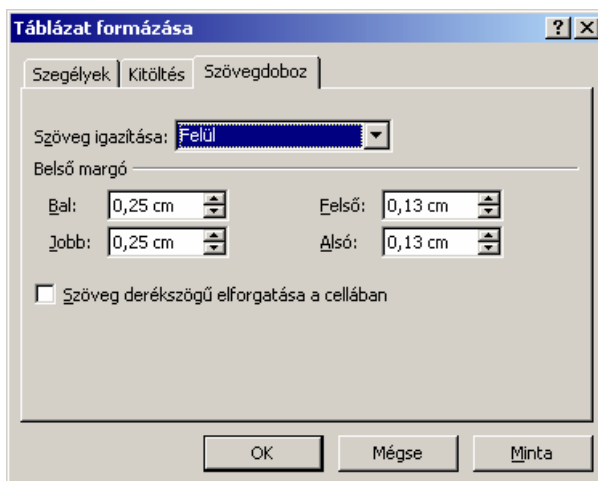 Táblázat formázása
Szegélyek Kitöltés Szövegdoboz
Szöveg igazítása: Felül
Belső margó
Bal: 0,25 cm Felső: 0,13 cm
Jobb: 0,25 cm Alsó: 0,13 cm
Szöveg derékszögű elforgatása a cellában
OK Mégse Minta